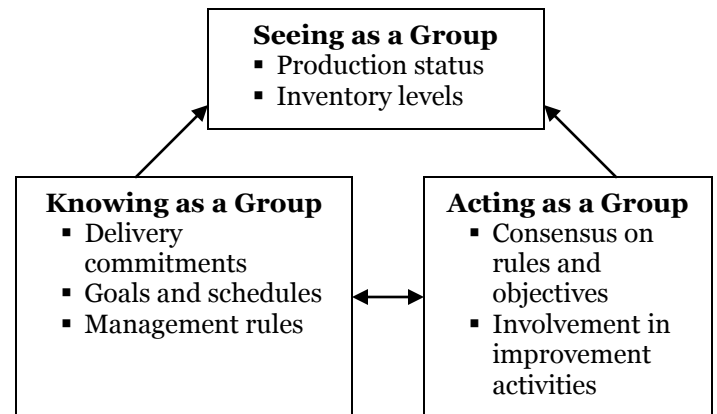 Seeing as a Group
▪ Production status
▪ Inventory levels
Knowing as a Group
▪ Delivery
commitments
▪ Goals and schedules
▪ Management rules
Acting as a Group
▪ Consensus on
rules and
objectives
▪ Involvement in
improvement
activities